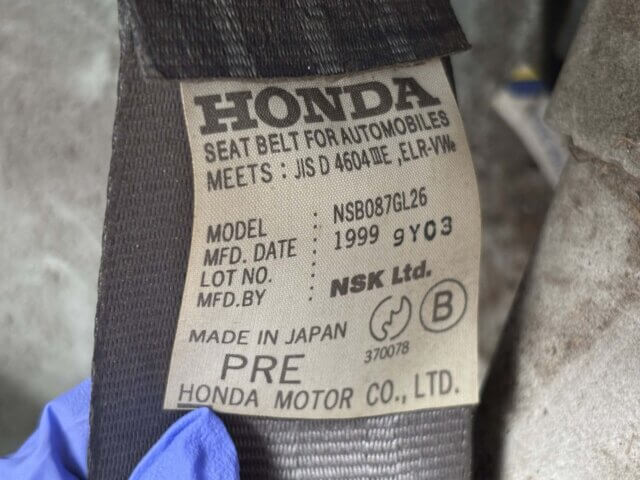 HONDA
SEAT BELT FOR AUTOMOBILES
MEETS : JIS D 4604 ⅢE , ELR-VWe
MODEL : NSB087GL26
MFD. DATE : 1999 9Y03
LOT NO. :
MFD.BY : NSK Ltd.
MADE IN JAPAN B
370078
PRE
HONDA MOTOR CO., LTD.